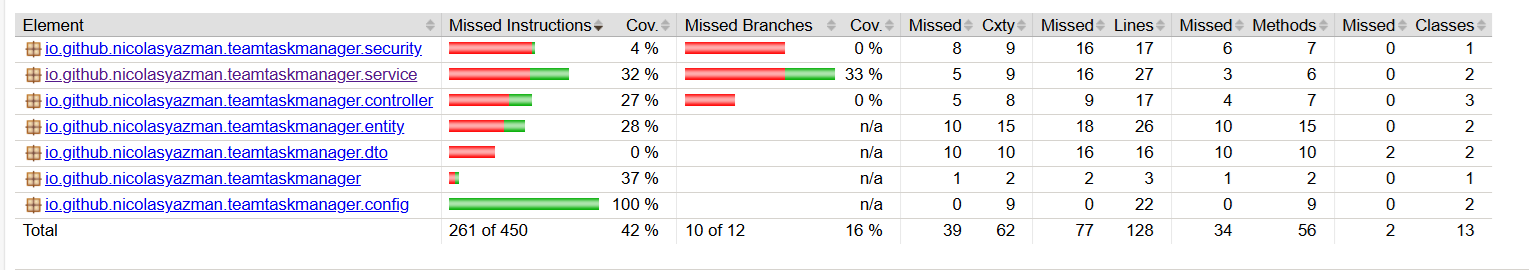 Element Missed Instructions Cov. Missed Branches Cov. Missed Cxty Missed Lines Missed Methods Missed Classes
io.github.nicolasyazman.teamtaskmanager.security 4 % 0 % 8 9 16 17 6 7 0 1
io.github.nicolasyazman.teamtaskmanager.service 32 % 33 % 5 9 16 27 3 6 0 2
io.github.nicolasyazman.teamtaskmanager.controller 27 % 0 % 5 8 9 17 4 7 0 3
io.github.nicolasyazman.teamtaskmanager.entity 28 % n/a 10 15 18 26 10 15 0 2
io.github.nicolasyazman.teamtaskmanager.dto 0 % n/a 10 10 16 16 10 10 2 2
io.github.nicolasyazman.teamtaskmanager 37 % n/a 1 2 2 3 1 2 0 1
io.github.nicolasyazman.teamtaskmanager.config 100 % n/a 0 9 0 22 0 9 0 2
Total 261 of 450 42 % 10 of 12 16 % 39 62 77 128 34 56 2 13